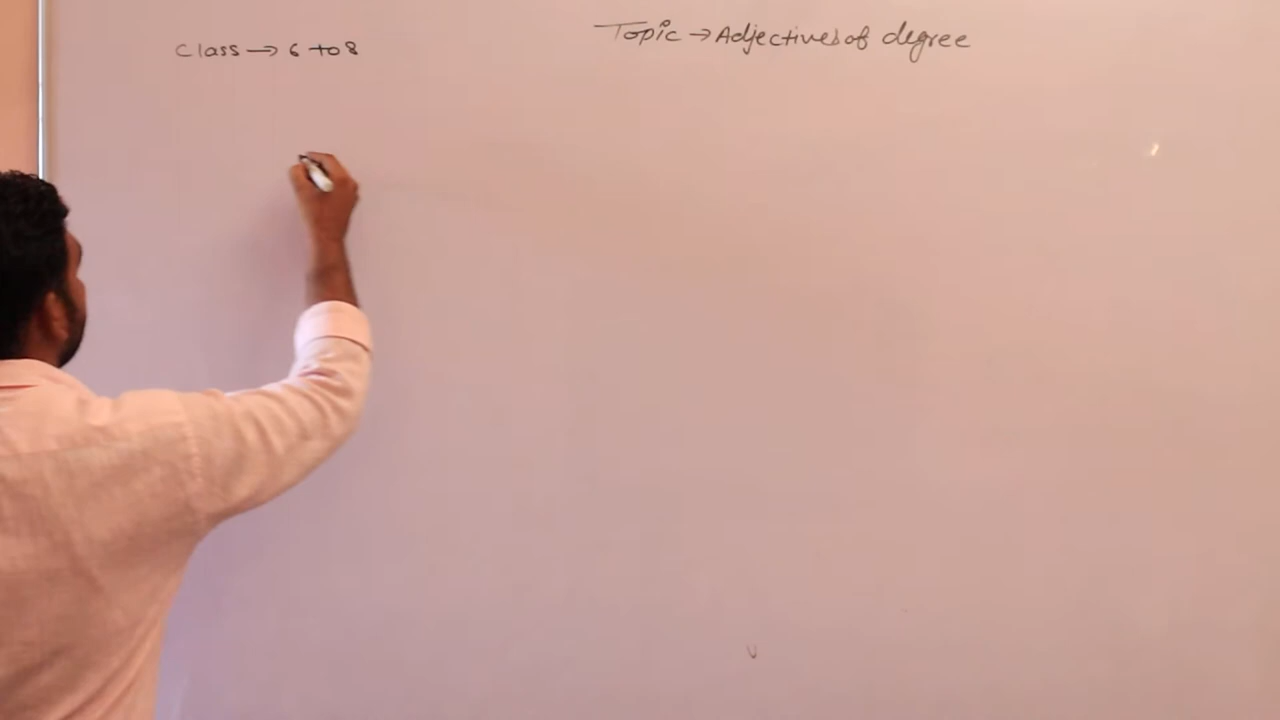 Class → 6 to 8
Topic → Adjectives of degree